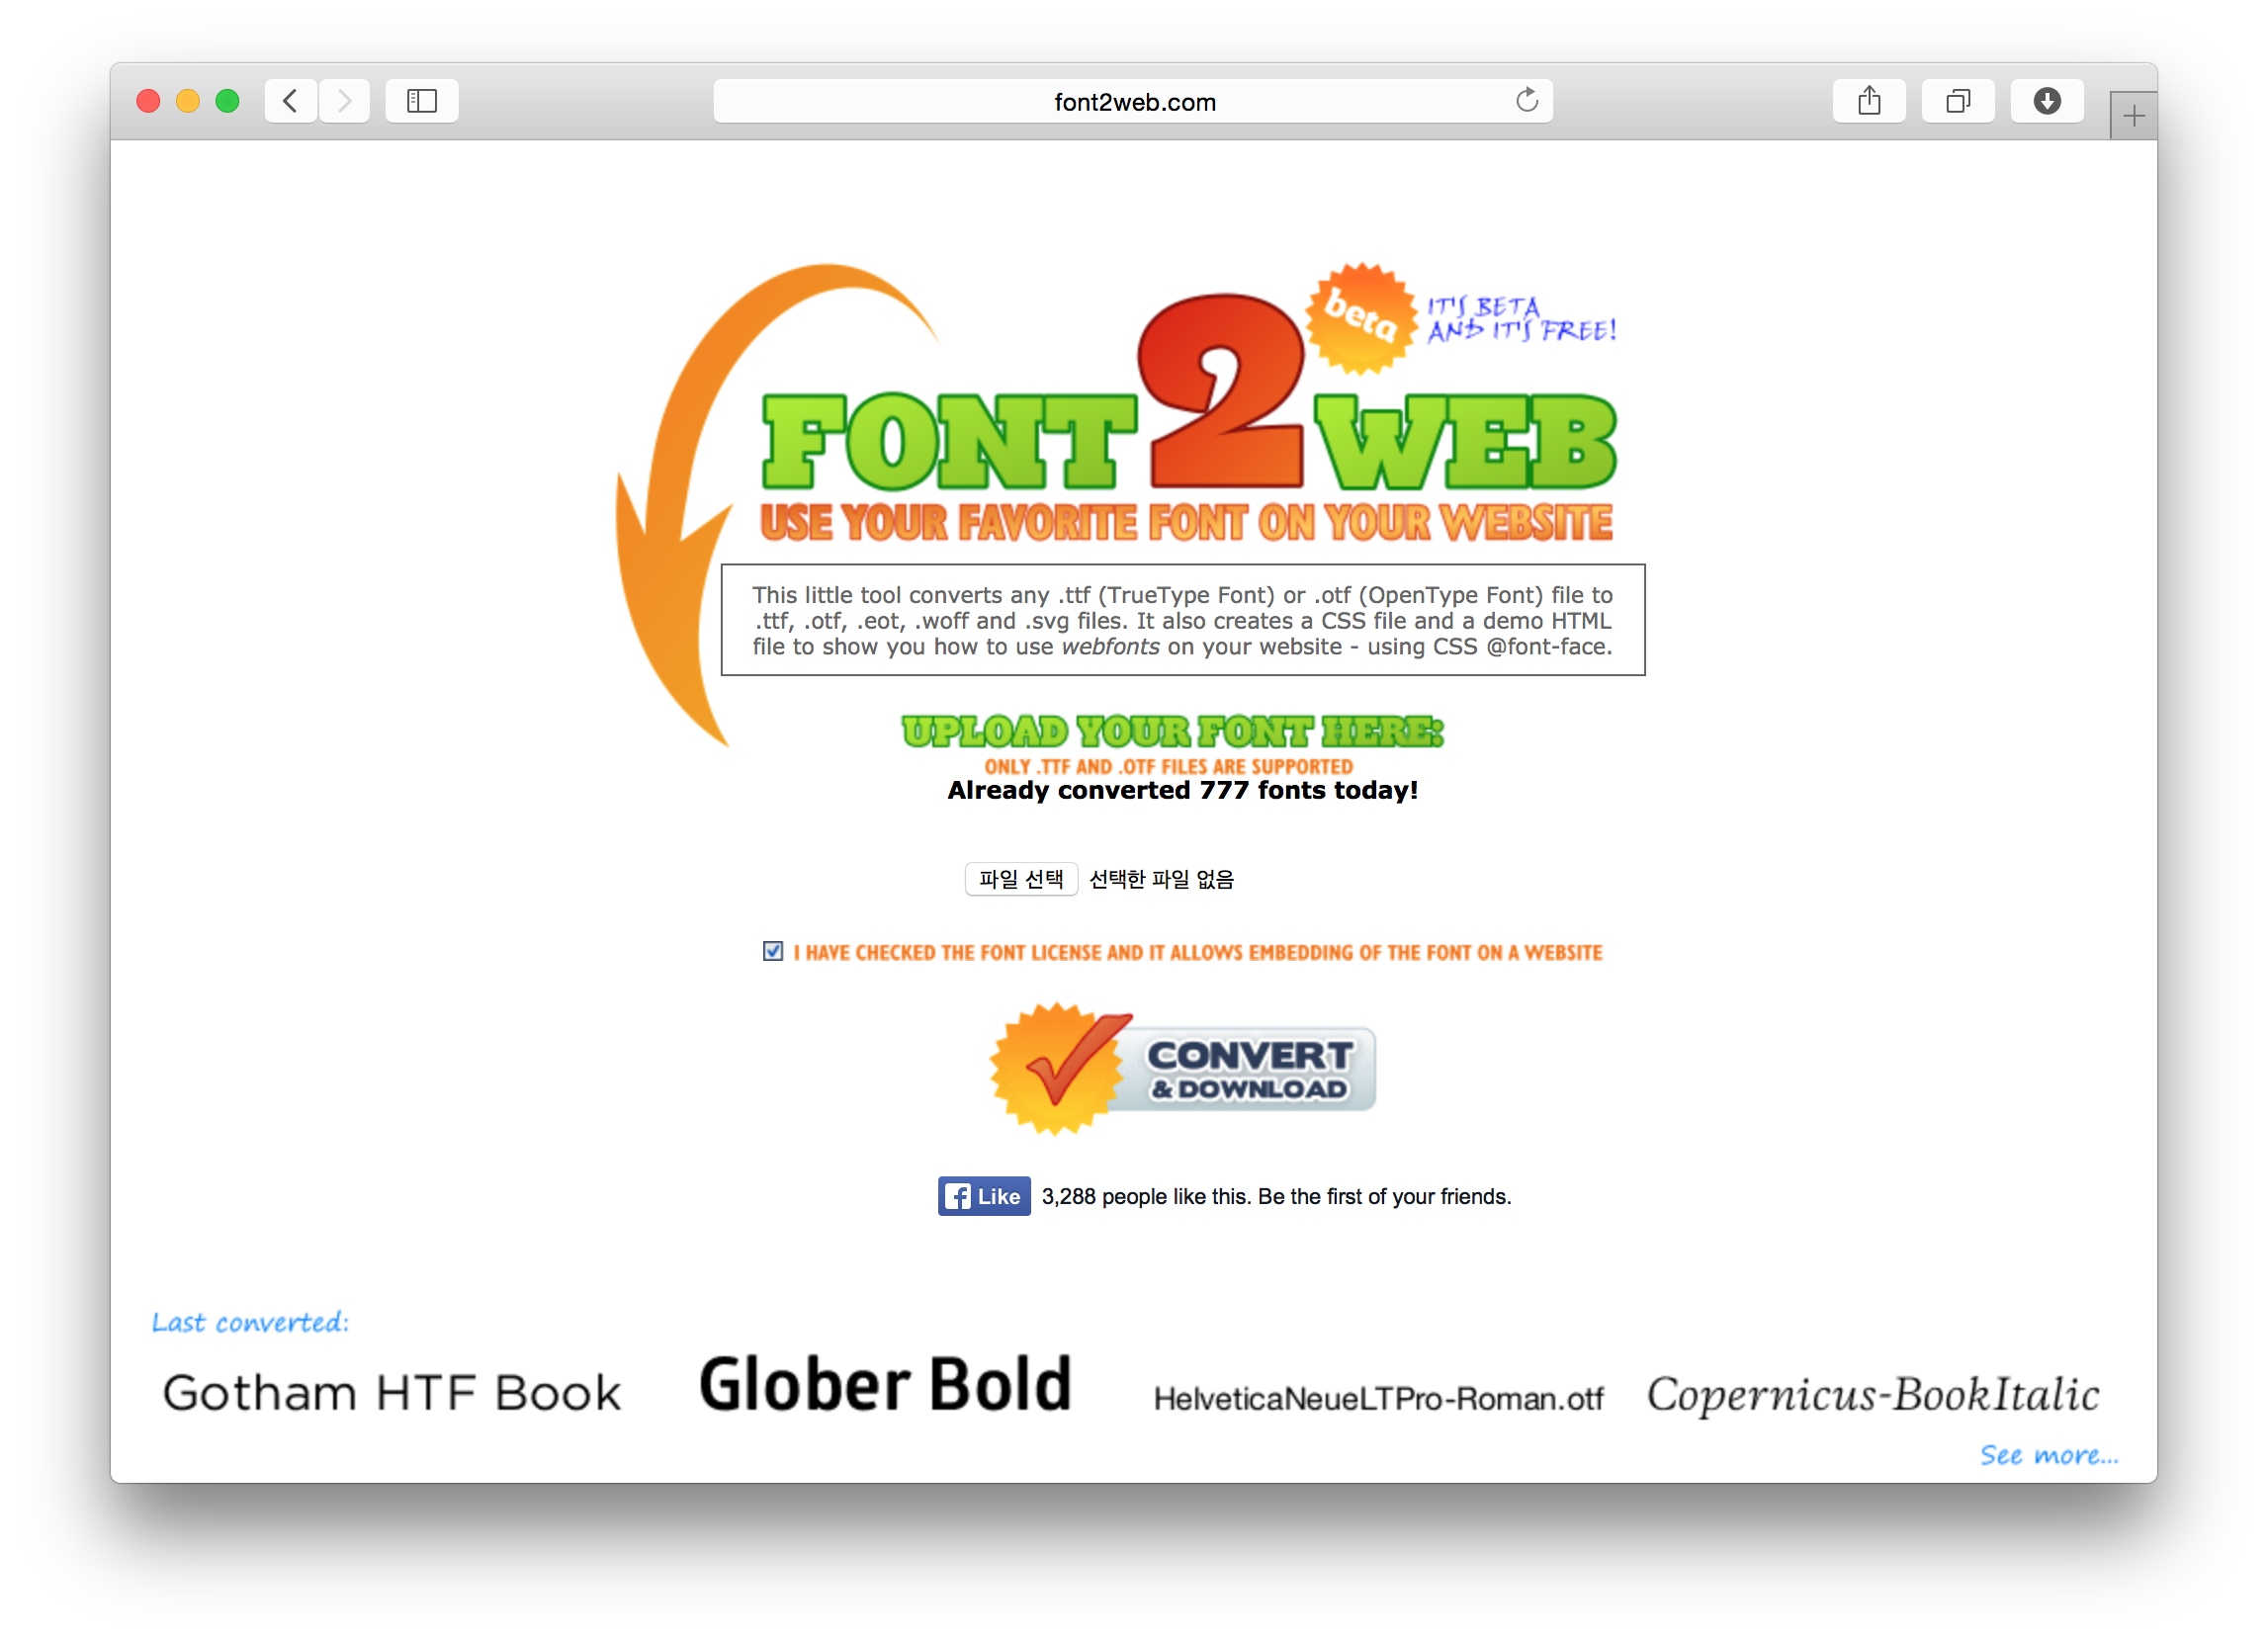 font2web.com
beta
IT'S BETA
AND IT'S FREE!
FONT2WEB
USE YOUR FAVORITE FONT ON YOUR WEBSITE
This little tool converts any .ttf (TrueType Font) or .otf (OpenType Font) file to
.ttf, .otf, .eot, .woff and .svg files. It also creates a CSS file and a demo HTML
file to show you how to use webfonts on your website - using CSS @font-face.
UPLOAD YOUR FONT HERE:
ONLY .TTF AND .OTF FILES ARE SUPPORTED
Already converted 777 fonts today!
파일 선택 선택한 파일 없음
I HAVE CHECKED THE FONT LICENSE AND IT ALLOWS EMBEDDING OF THE FONT ON A WEBSITE
CONVERT
& DOWNLOAD
Like 3,288 people like this. Be the first of your friends.
Last converted:
Gotham HTF Book Glober Bold HelveticaNeueLTPro-Roman.otf Copernicus-BookItalic
See more...